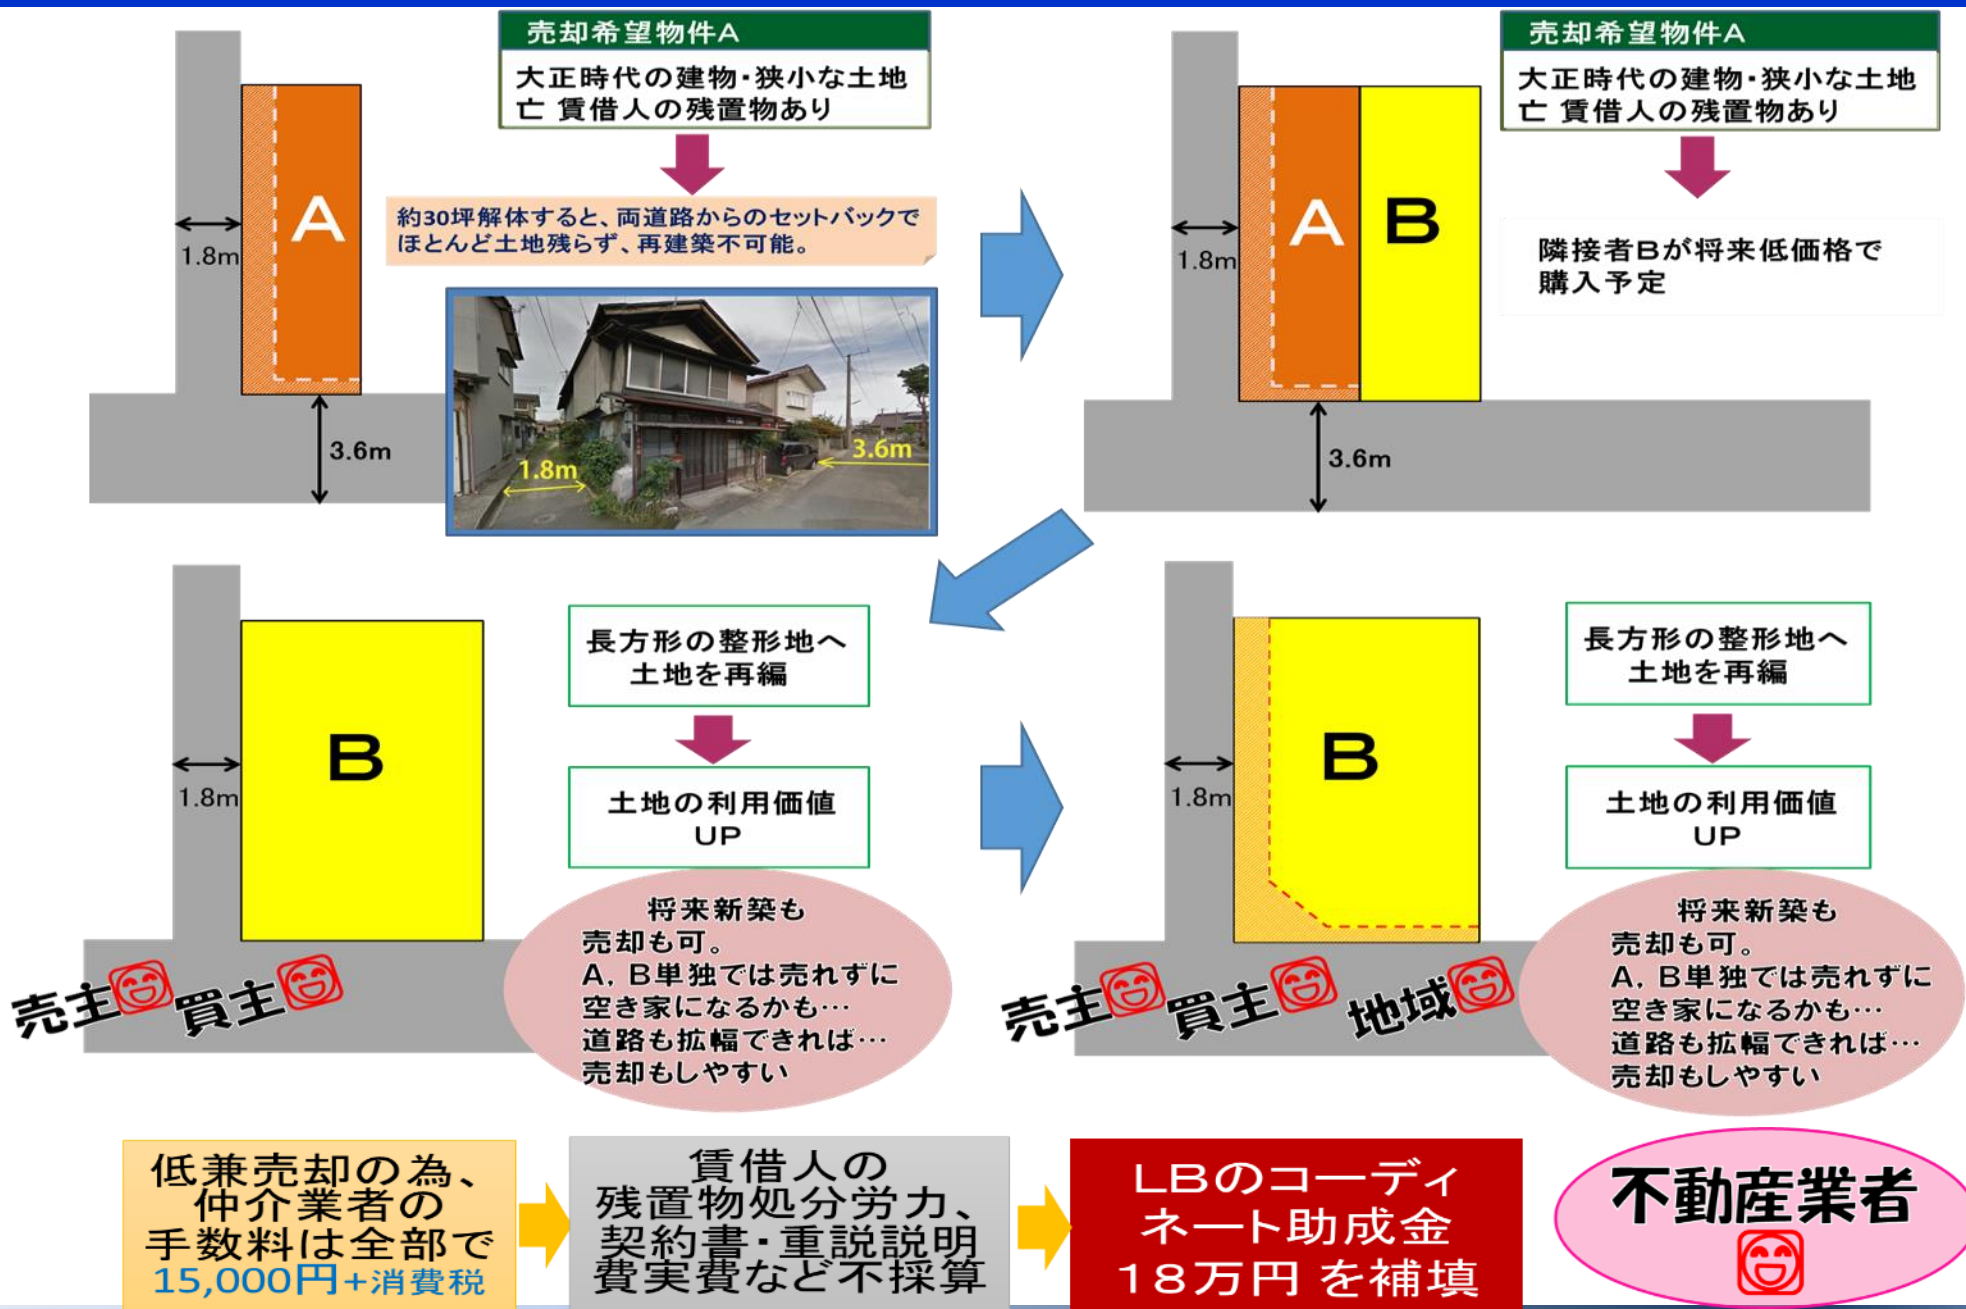 売却希望物件A
大正時代の建物・狭小な土地
亡 賃借人の残置物あり
約30坪解体すると、両道路からのセットバックで
ほとんど土地残らず、再建築不可能。
A
1.8m
3.6m
1.8m
3.6m
売却希望物件A
大正時代の建物・狭小な土地
亡 賃借人の残置物あり
隣接者Bが将来低価格で
購入予定
A
B
1.8m
3.6m
B
1.8m
長方形の整形地へ
土地を再編
土地の利用価値
UP
将来新築も
売却も可。
A, B単独では売れずに
空き家になるかも…
道路も拡幅できれば…
売却もしやすい
売主
買主
B
1.8m
長方形の整形地へ
土地を再編
土地の利用価値
UP
将来新築も
売却も可。
A, B単独では売れずに
空き家になるかも…
道路も拡幅できれば…
売却もしやすい
売主
買主
地域
低兼売却の為、
仲介業者の
手数料は全部で
15,000円+消費税
賃借人の
残置物処分労力、
契約書・重説説明
費実費など不採算
LBのコーディ
ネート助成金
18万円 を補填
不動産業者